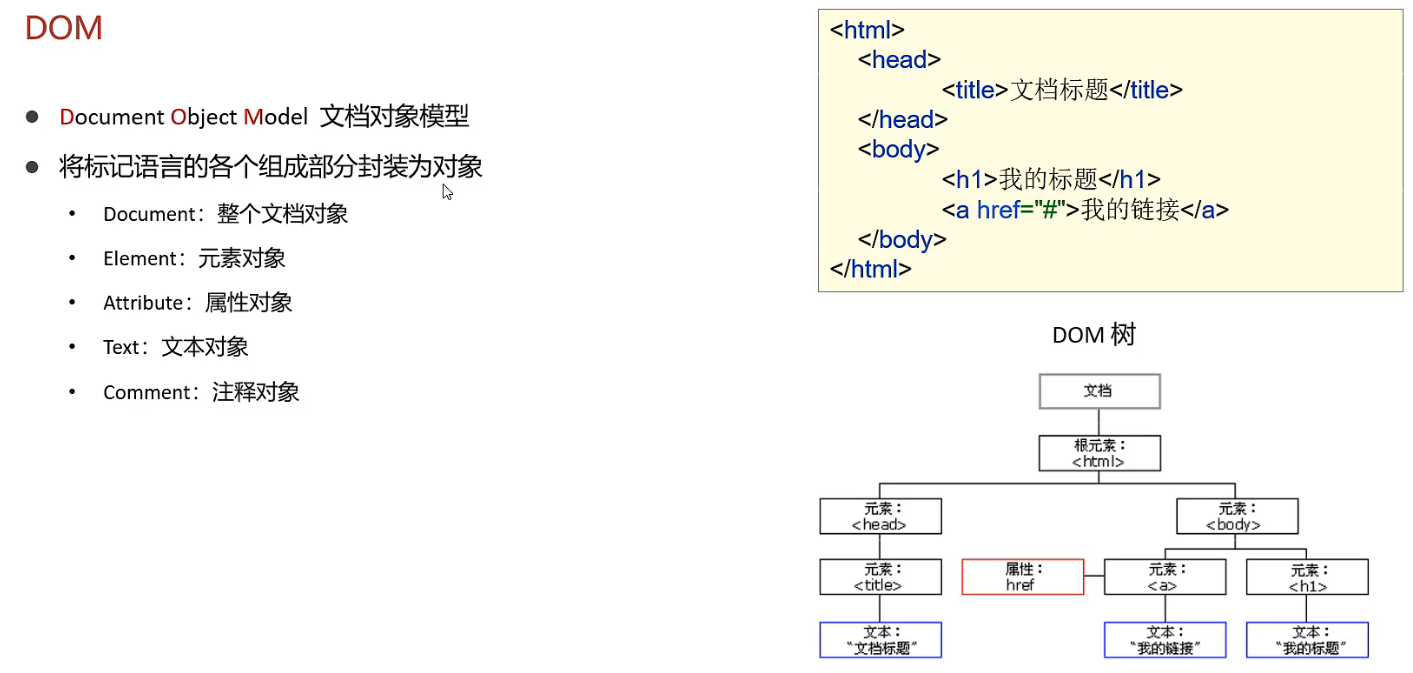 DOM
Document Object Model 文档对象模型
将标记语言的各个组成部分封装为对象
Document：整个文档对象
Element：元素对象
Attribute：属性对象
Text：文本对象
Comment：注释对象
<html>
<head>
<title>文档标题</title>
</head>
<body>
<h1>我的标题</h1>
<a href="#">我的链接</a>
</body>
</html>
DOM 树
文档
根元素：
<html>
元素：
<head>
元素：
<body>
元素：
<title>
属性：
href
元素：
<a>
元素：
<h1>
文本：
“文档标题”
文本：
“我的链接”
文本：
“我的标题”